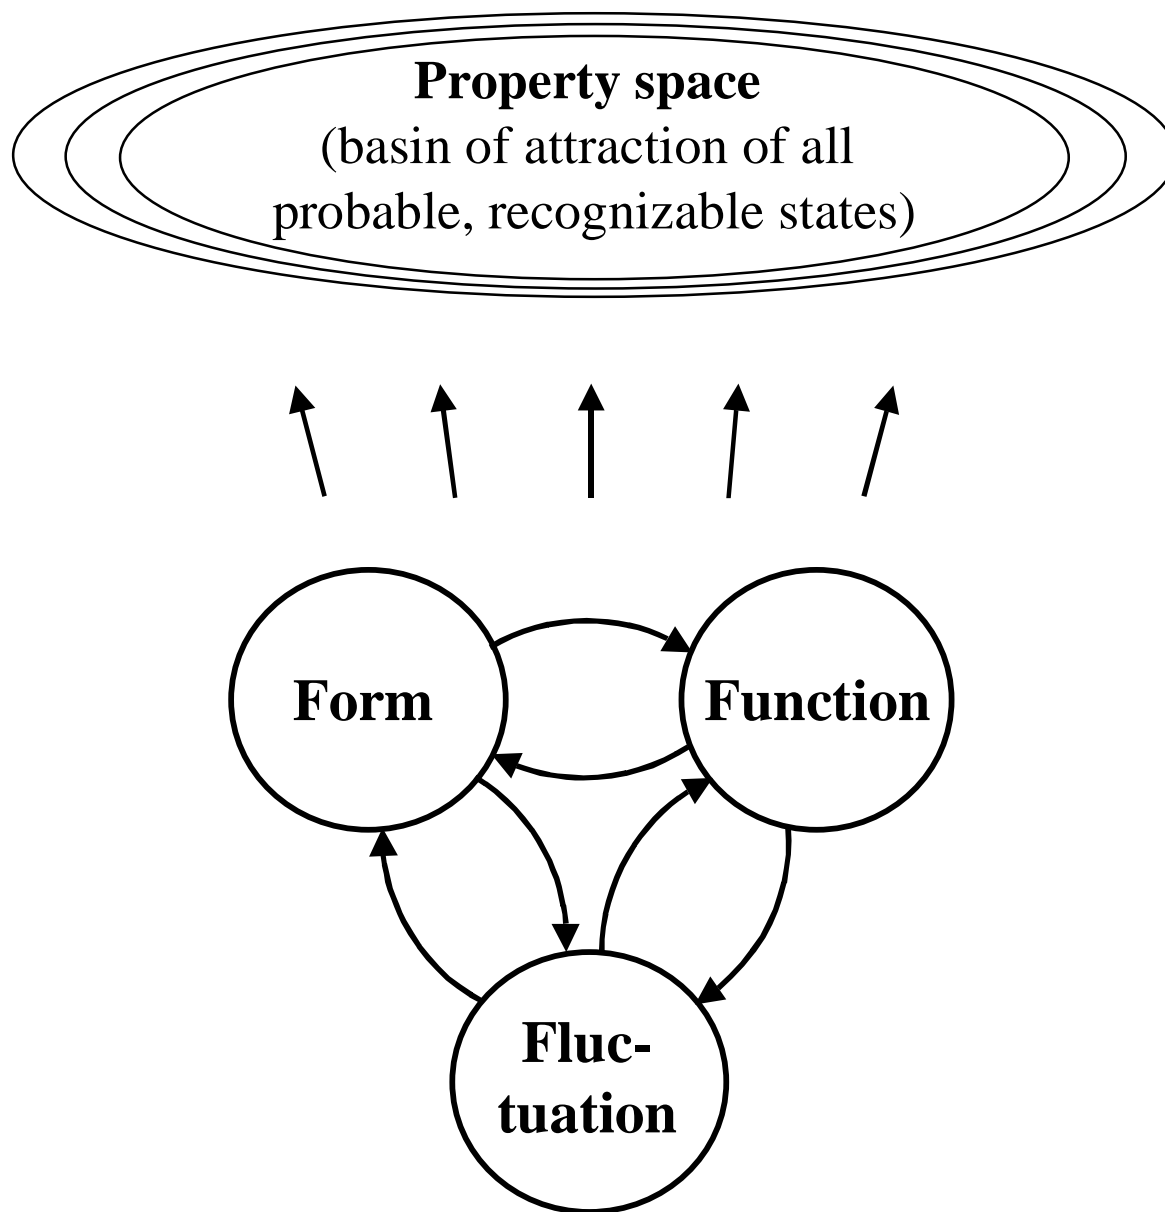 Property space
(basin of attraction of all
probable, recognizable states)
Form
Function
Fluc-
tuation